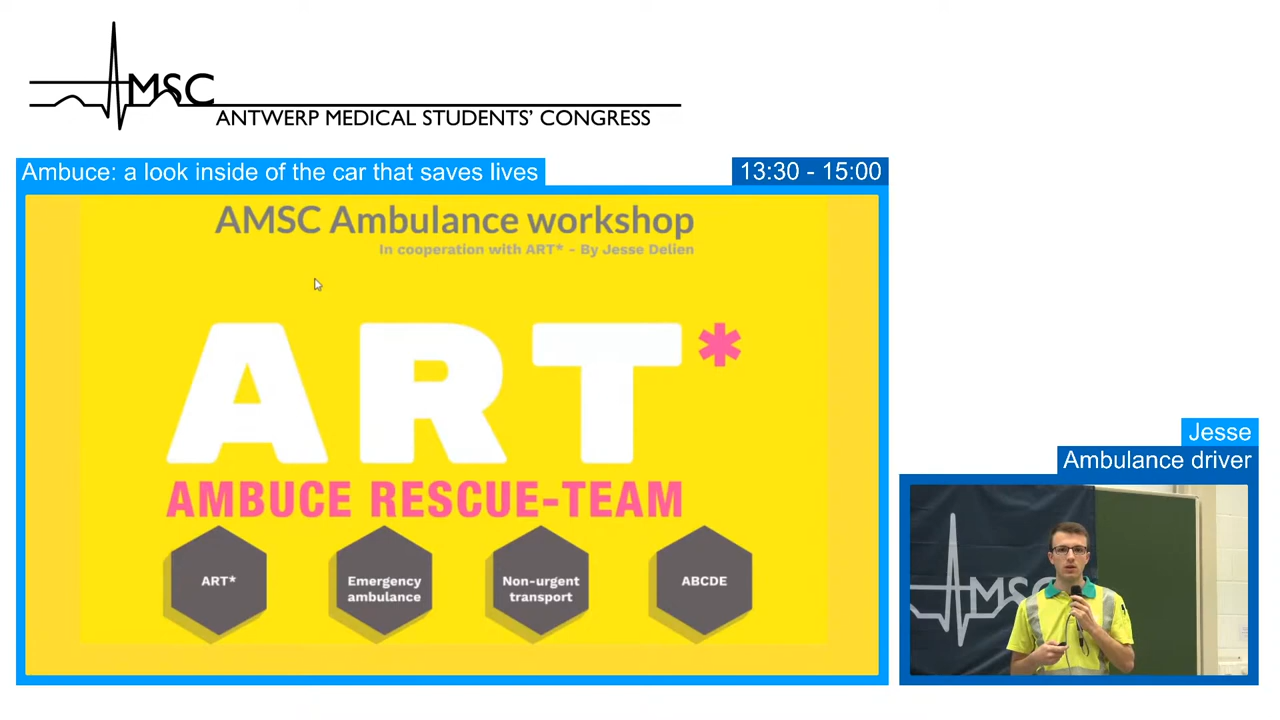 MSC
ANTWERP MEDICAL STUDENTS' CONGRESS
Ambuce: a look inside of the car that saves lives
13:30 - 15:00
AMSC Ambulance workshop
In cooperation with ART* - By Jesse Delien
ART*
AMBUCE RESCUE-TEAM
ART*
Emergency
ambulance
Non-urgent
transport
ABCDE
Jesse
Ambulance driver
MSC